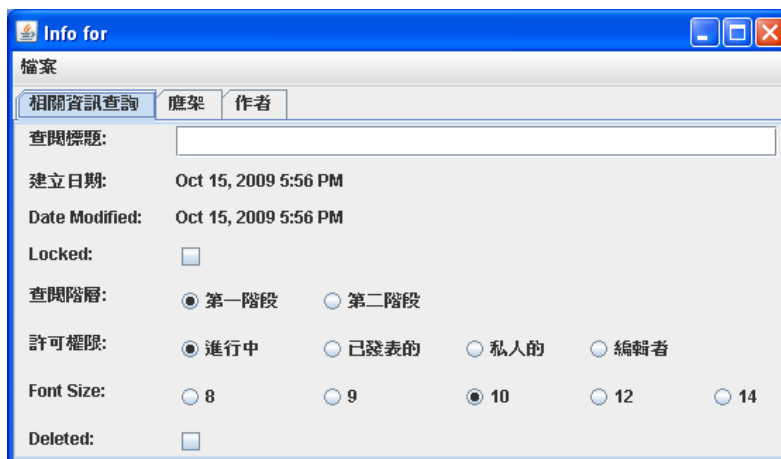 Info for
檔案
相關資訊查詢 鷹架 作者
查閱標題:
建立日期: Oct 15, 2009 5:56 PM
Date Modified: Oct 15, 2009 5:56 PM
Locked:
查閱階層: 第一階段 第二階段
許可權限: 進行中 已發表的 私人的 編輯者
Font Size: 8 9 10 12 14
Deleted: